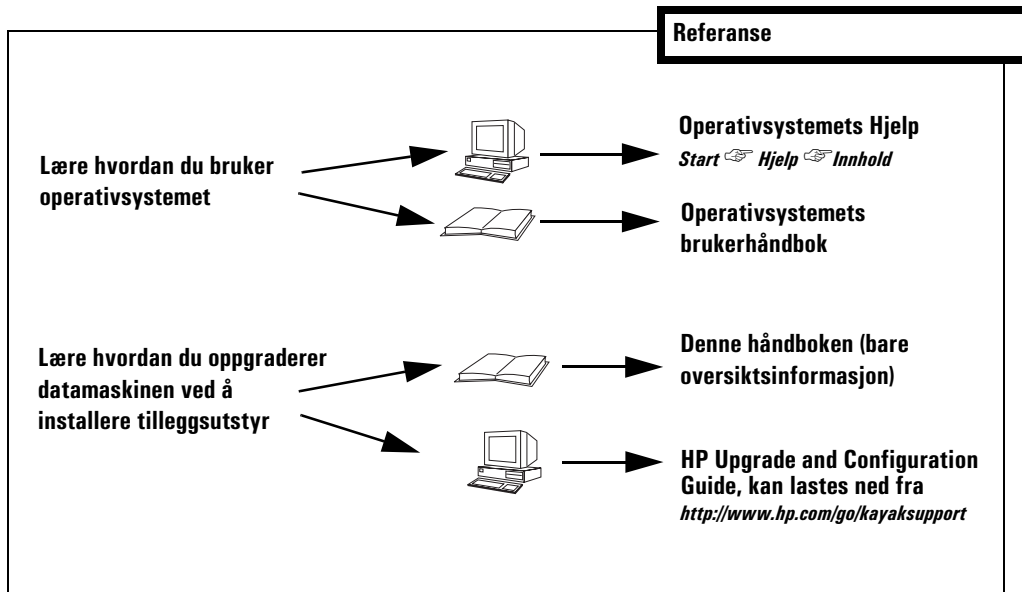 Referanse
Lære hvordan du bruker
operativsystemet
Operativsystemets Hjelp
Start ☞ Hjelp ☞ Innhold
Operativsystemets
brukerhåndbok
Lære hvordan du oppgraderer
datamaskinen ved å
installere tilleggsutstyr
Denne håndboken (bare
oversiktsinformasjon)
HP Upgrade and Configuration
Guide, kan lastes ned fra
http://www.hp.com/go/kayaksupport